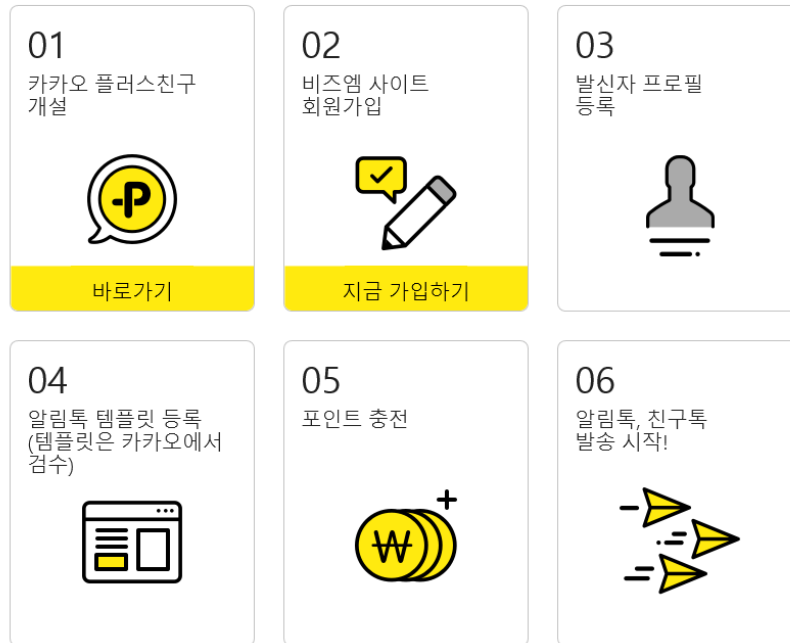 01
카카오 플러스친구
개설
바로가기
02
비즈엠 사이트
회원가입
지금 가입하기
03
발신자 프로필
등록
04
알림톡 템플릿 등록
(템플릿은 카카오에서
검수)
05
포인트 충전
06
알림톡, 친구톡
발송 시작!